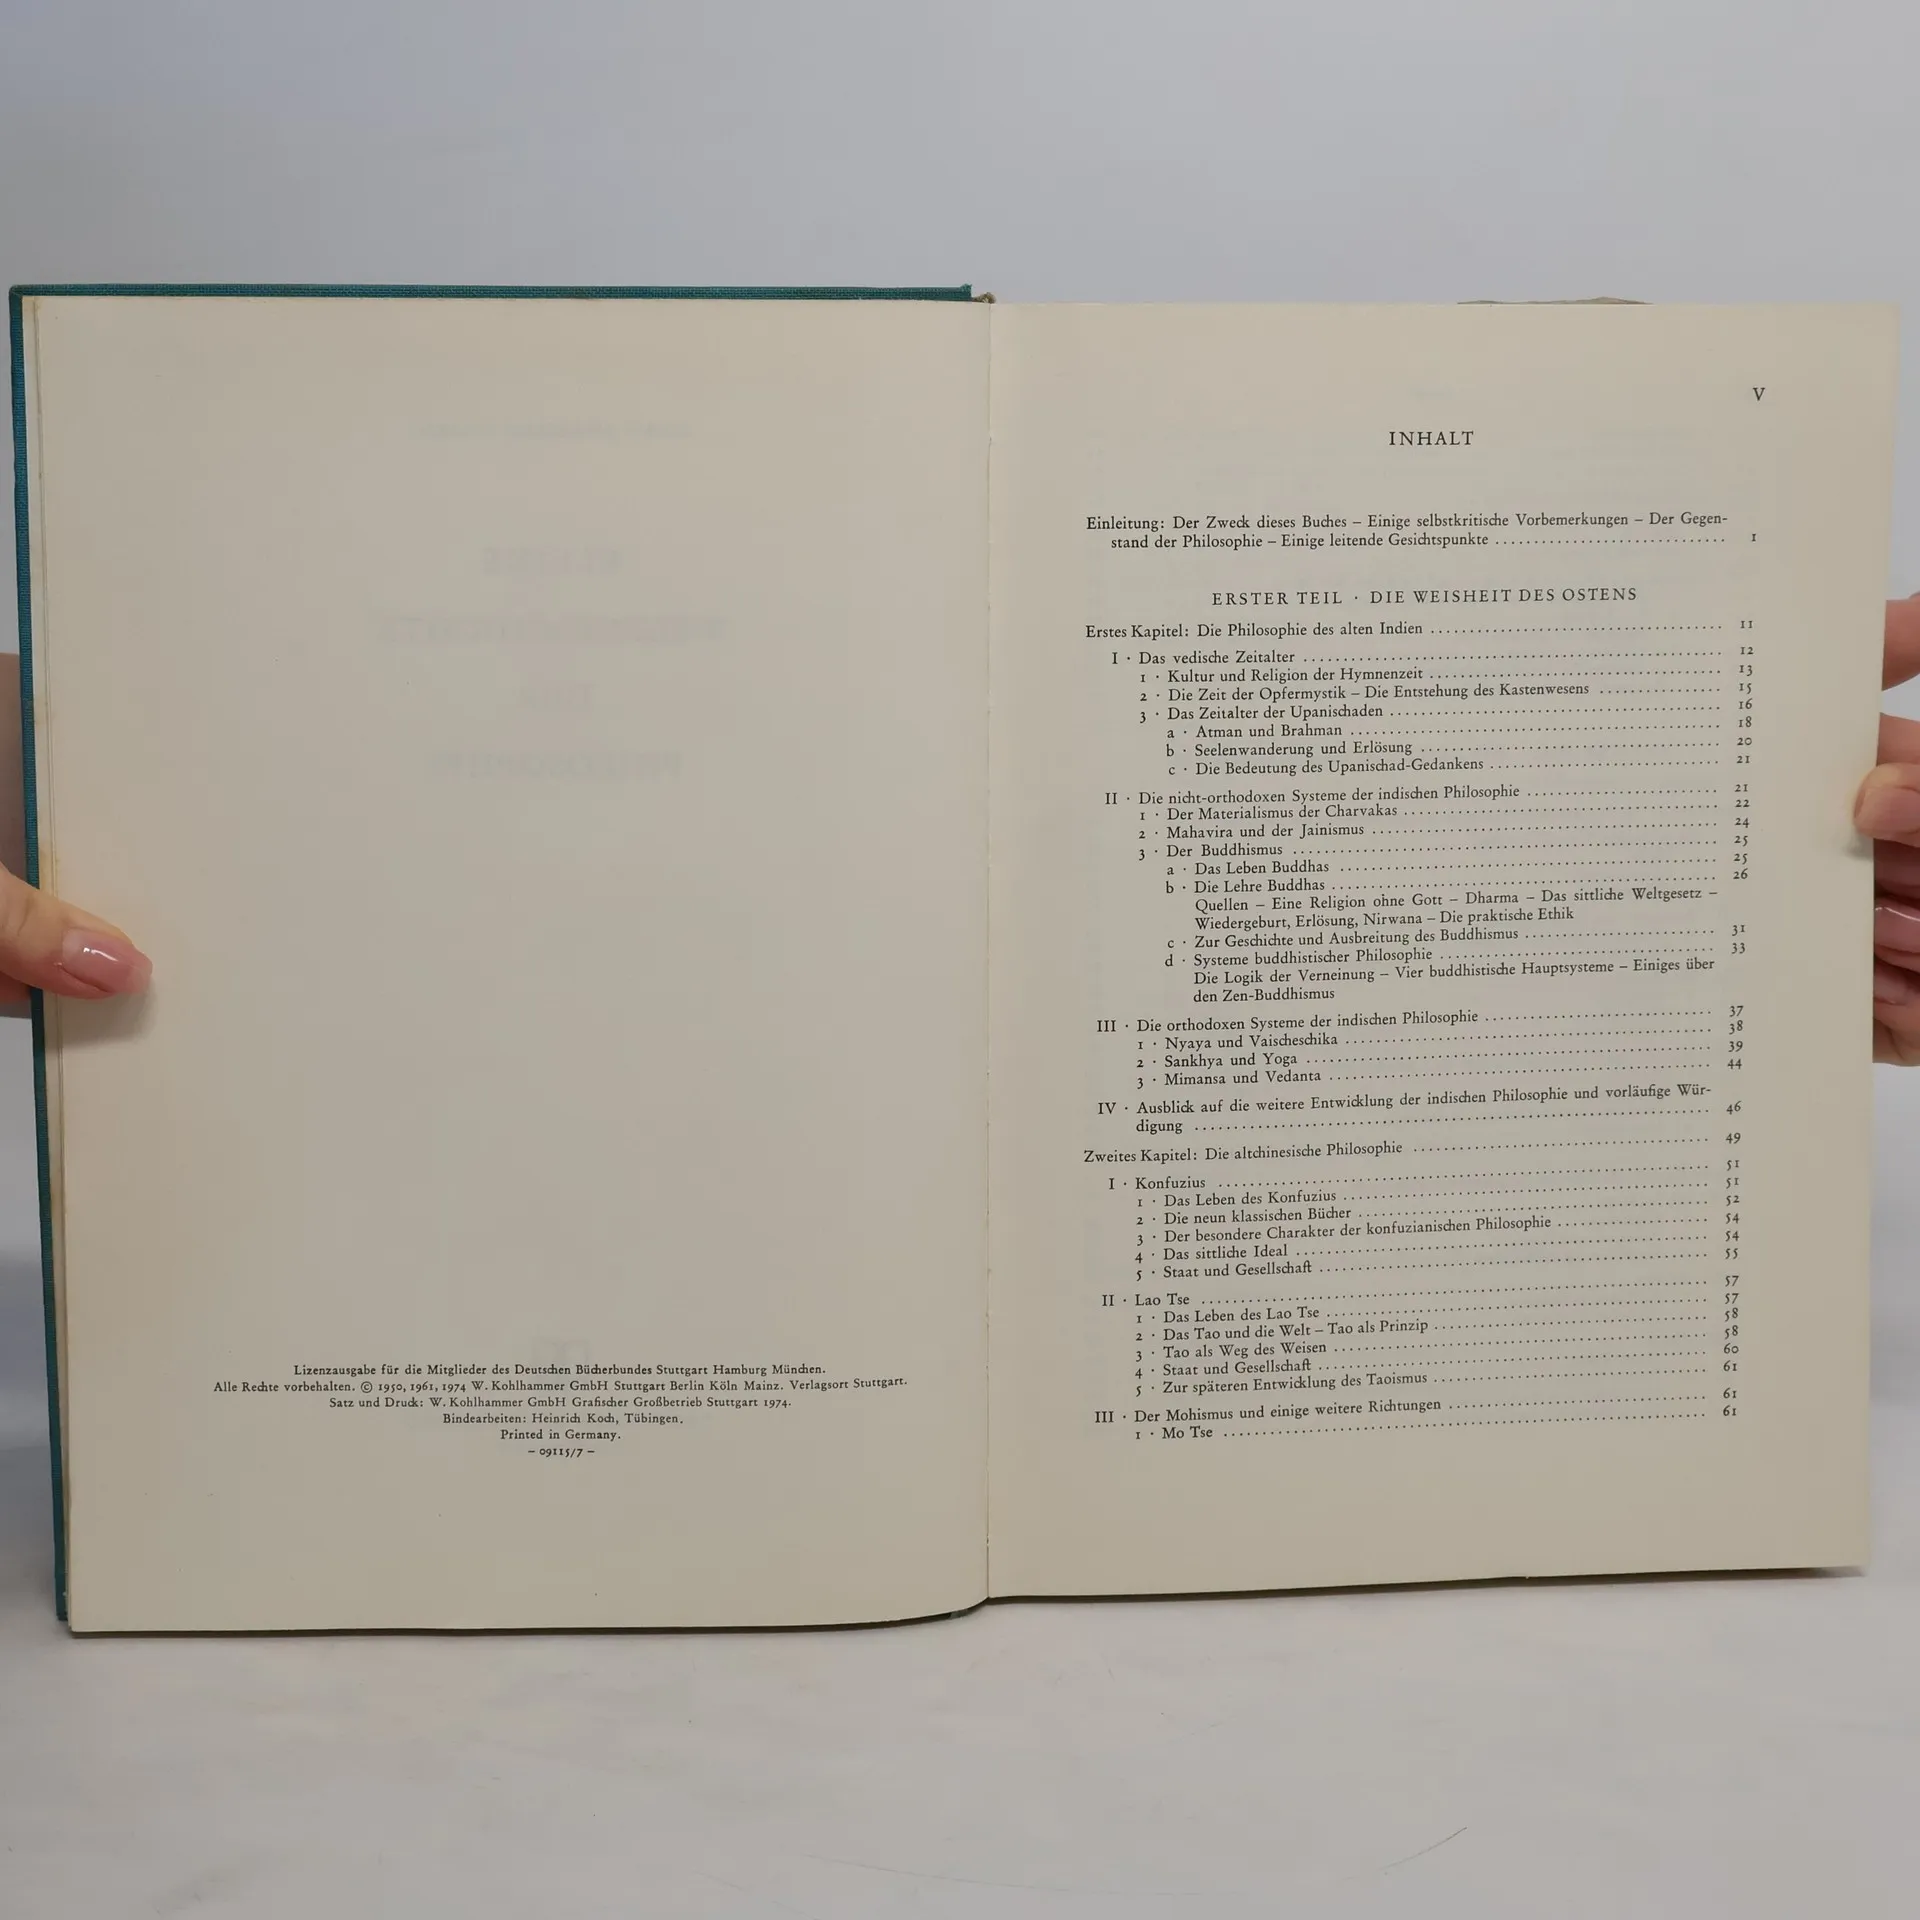 Lizenzausgabe für die Mitglieder des Deutschen Bücherbundes Stuttgart Hamburg München.
Alle Rechte vorbehalten. © 1950, 1961, 1974 W. Kohlhammer GmbH Stuttgart Berlin Köln Mainz. Verlagsort Stuttgart.
Satz und Druck: W. Kohlhammer GmbH Grafischer Großbetrieb Stuttgart 1974.
Bindearbeiten: Heinrich Koch, Tübingen.
Printed in Germany.
– 09115/7 –
V
INHALT
Einleitung: Der Zweck dieses Buches – Einige selbstkritische Vorbemerkungen – Der Gegen-
stand der Philosophie – Einige leitende Gesichtspunkte ............................ 1
ERSTER TEIL · DIE WEISHEIT DES OSTENS
Erstes Kapitel: Die Philosophie des alten Indien .................................... 11
I · Das vedische Zeitalter .................................... 12
1 · Kultur und Religion der Hymnenzeit .................................... 13
2 · Die Zeit der Opfermystik – Die Entstehung des Kastenwesens ............... 15
3 · Das Zeitalter der Upanischaden .................................... 16
a · Atman und Brahman .................................... 18
b · Seelenwanderung und Erlösung .................................... 20
c · Die Bedeutung des Upanischad-Gedankens ............................ 21
II · Die nicht-orthodoxen Systeme der indischen Philosophie ........................ 21
1 · Der Materialismus der Charvakas .................................... 22
2 · Mahavira und der Jainismus .................................... 24
3 · Der Buddhismus .................................... 25
a · Das Leben Buddhas .................................... 25
b · Die Lehre Buddhas .................................... 26
Quellen – Eine Religion ohne Gott – Dharma – Das sittliche Weltgesetz –
Wiedergeburt, Erlösung, Nirwana – Die praktische Ethik
c · Zur Geschichte und Ausbreitung des Buddhismus ........................ 31
d · Systeme buddhistischer Philosophie .................................... 33
Die Logik der Verneinung – Vier buddhistische Hauptsysteme – Einiges über
den Zen-Buddhismus
III · Die orthodoxen Systeme der indischen Philosophie ............................ 37
1 · Nyaya und Vaischeschika .................................... 38
2 · Sankhya und Yoga .................................... 39
3 · Mimansa und Vedanta .................................... 44
IV · Ausblick auf die weitere Entwicklung der indischen Philosophie und vorläufige Wür-
digung .................................... 46
Zweites Kapitel: Die altchinesische Philosophie .................................... 49
I · Konfuzius .................................... 51
1 · Das Leben des Konfuzius .................................... 51
2 · Die neun klassischen Bücher .................................... 52
3 · Der besondere Charakter der konfuzianischen Philosophie .................. 54
4 · Das sittliche Ideal .................................... 54
5 · Staat und Gesellschaft .................................... 55
II · Lao Tse .................................... 57
1 · Das Leben des Lao Tse .................................... 57
2 · Das Tao und die Welt – Tao als Prinzip .................................... 58
3 · Tao als Weg des Weisen .................................... 58
4 · Staat und Gesellschaft .................................... 60
5 · Zur späteren Entwicklung des Taoismus .................................... 61
III · Der Mohismus und einige weitere Richtungen .................................... 61
1 · Mo Tse .................................... 61